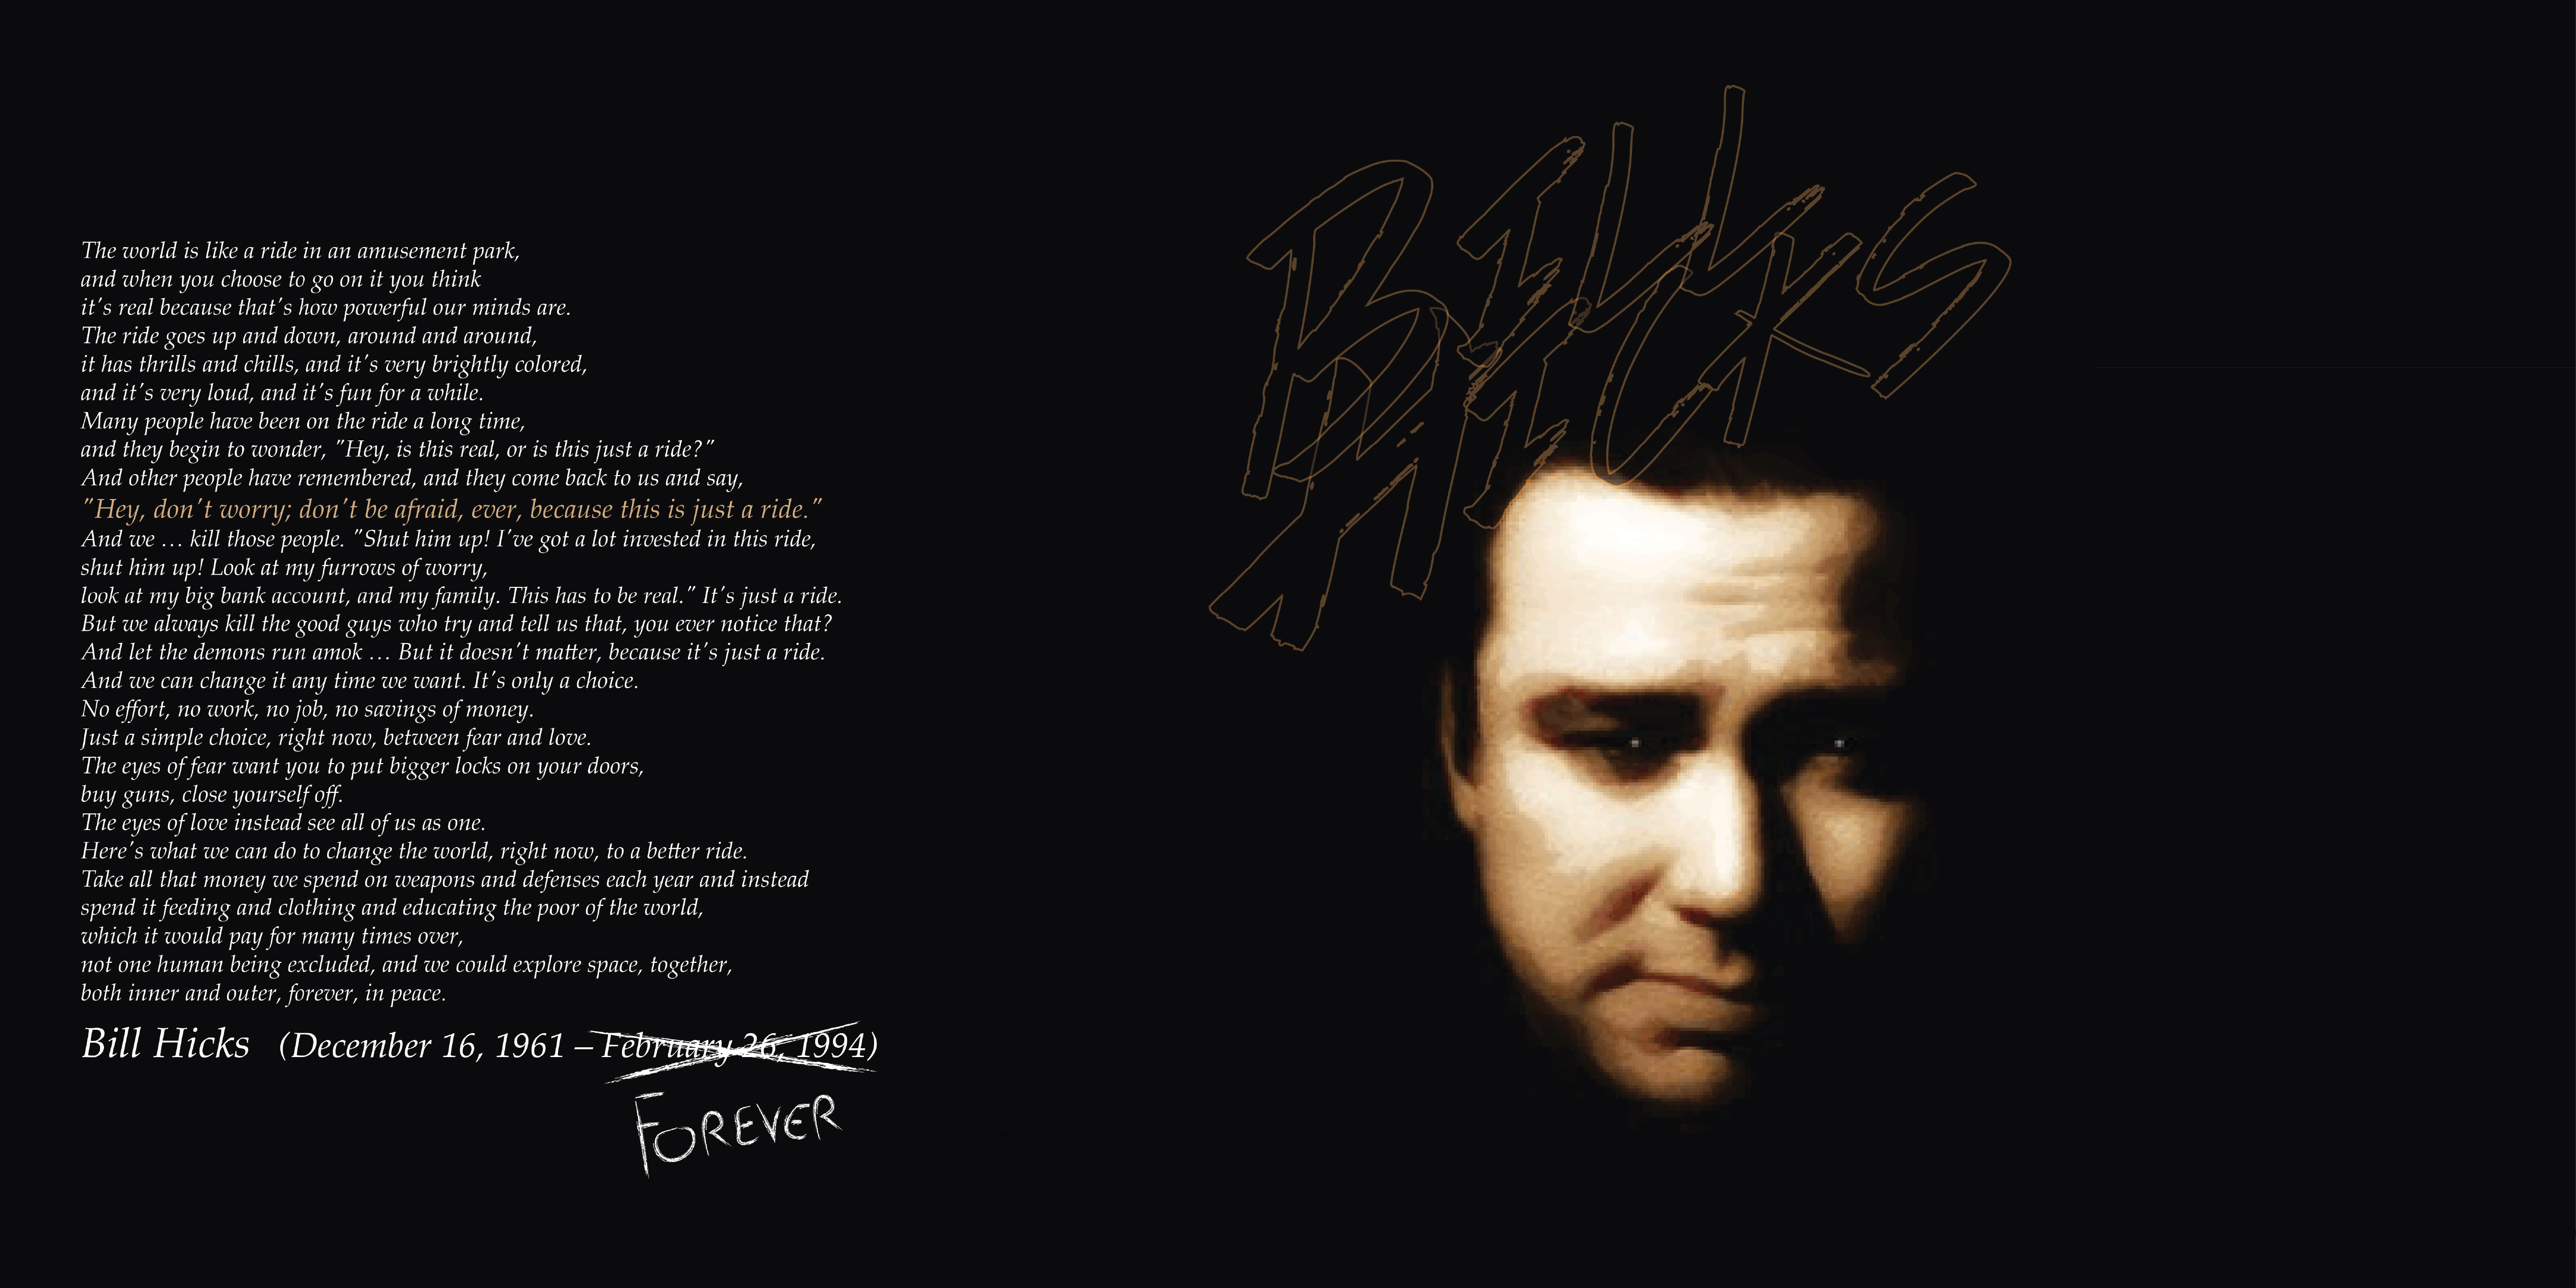 The world is like a ride in an amusement park,
and when you choose to go on it you think
it's real because that's how powerful our minds are.
The ride goes up and down, around and around,
it has thrills and chills, and it's very brightly colored,
and it's very loud, and it's fun for a while.
Many people have been on the ride a long time,
and they begin to wonder, "Hey, is this real, or is this just a ride?"
And other people have remembered, and they come back to us and say,
"Hey, don't worry; don't be afraid, ever, because this is just a ride."
And we … kill those people. "Shut him up! I've got a lot invested in this ride,
shut him up! Look at my furrows of worry,
look at my big bank account, and my family. This has to be real." It's just a ride.
But we always kill the good guys who try and tell us that, you ever notice that?
And let the demons run amok … But it doesn't matter, because it's just a ride.
And we can change it any time we want. It's only a choice.
No effort, no work, no job, no savings of money.
Just a simple choice, right now, between fear and love.
The eyes of fear want you to put bigger locks on your doors,
buy guns, close yourself off.
The eyes of love instead see all of us as one.
Here's what we can do to change the world, right now, to a better ride.
Take all that money we spend on weapons and defenses each year and instead
spend it feeding and clothing and educating the poor of the world,
which it would pay for many times over,
not one human being excluded, and we could explore space, together,
both inner and outer, forever, in peace.
Bill Hicks (December 16, 1961 – February 26, 1994)
FOREVER
BILL
HICKS